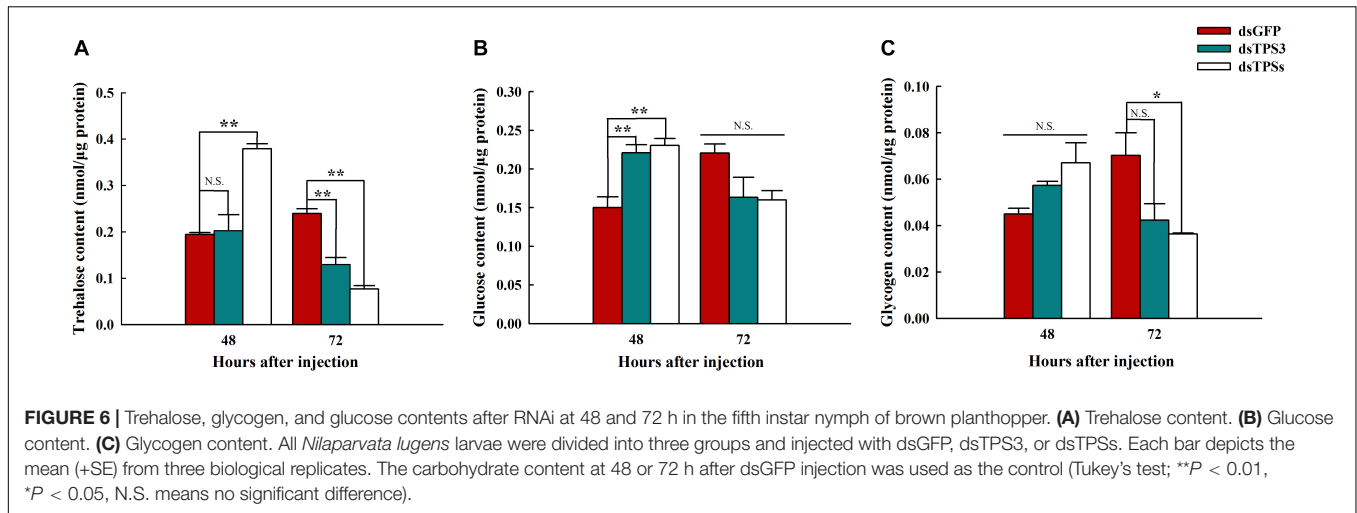 A
B
C
dsGFP
dsTPS3
dsTPSs
Trehalose content (nmol/µg protein)
0.5
0.4
0.3
0.2
0.1
0.0
**
N.S.
**
**
48
72
Hours after injection
Glucose content (nmol/µg protein)
0.30
0.25
0.20
0.15
0.10
0.05
0.00
**
**
N.S.
48
72
Hours after injection
Glycogen content (nmol/µg protein)
0.10
0.08
0.06
0.04
0.02
0.00
N.S.
*
N.S.
48
72
Hours after injection
FIGURE 6 | Trehalose, glycogen, and glucose contents after RNAi at 48 and 72 h in the fifth instar nymph of brown planthopper. (A) Trehalose content. (B) Glucose
content. (C) Glycogen content. All Nilaparvata lugens larvae were divided into three groups and injected with dsGFP, dsTPS3, or dsTPSs. Each bar depicts the
mean (+SE) from three biological replicates. The carbohydrate content at 48 or 72 h after dsGFP injection was used as the control (Tukey's test; **P < 0.01,
*P < 0.05, N.S. means no significant difference).